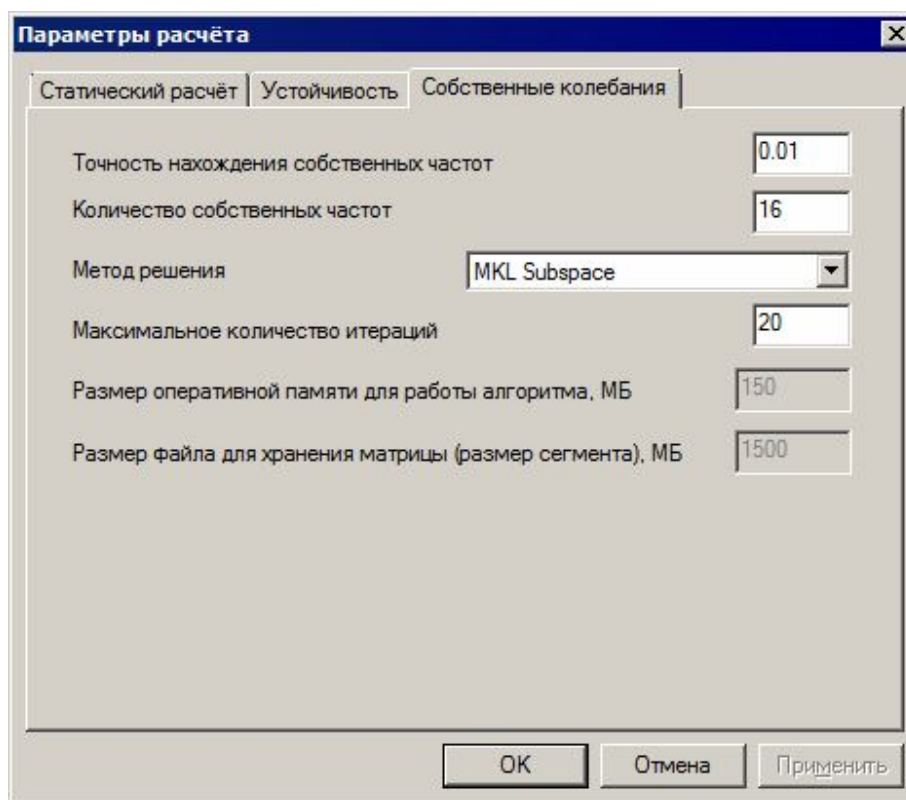 Параметры расчёта
Статический расчёт Устойчивость Собственные колебания
Точность нахождения собственных частот 0.01
Количество собственных частот 16
Метод решения MKL Subspace
Максимальное количество итераций 20
Размер оперативной памяти для работы алгоритма, МБ 150
Размер файла для хранения матрицы (размер сегмента), МБ 1500
OK Отмена Применить